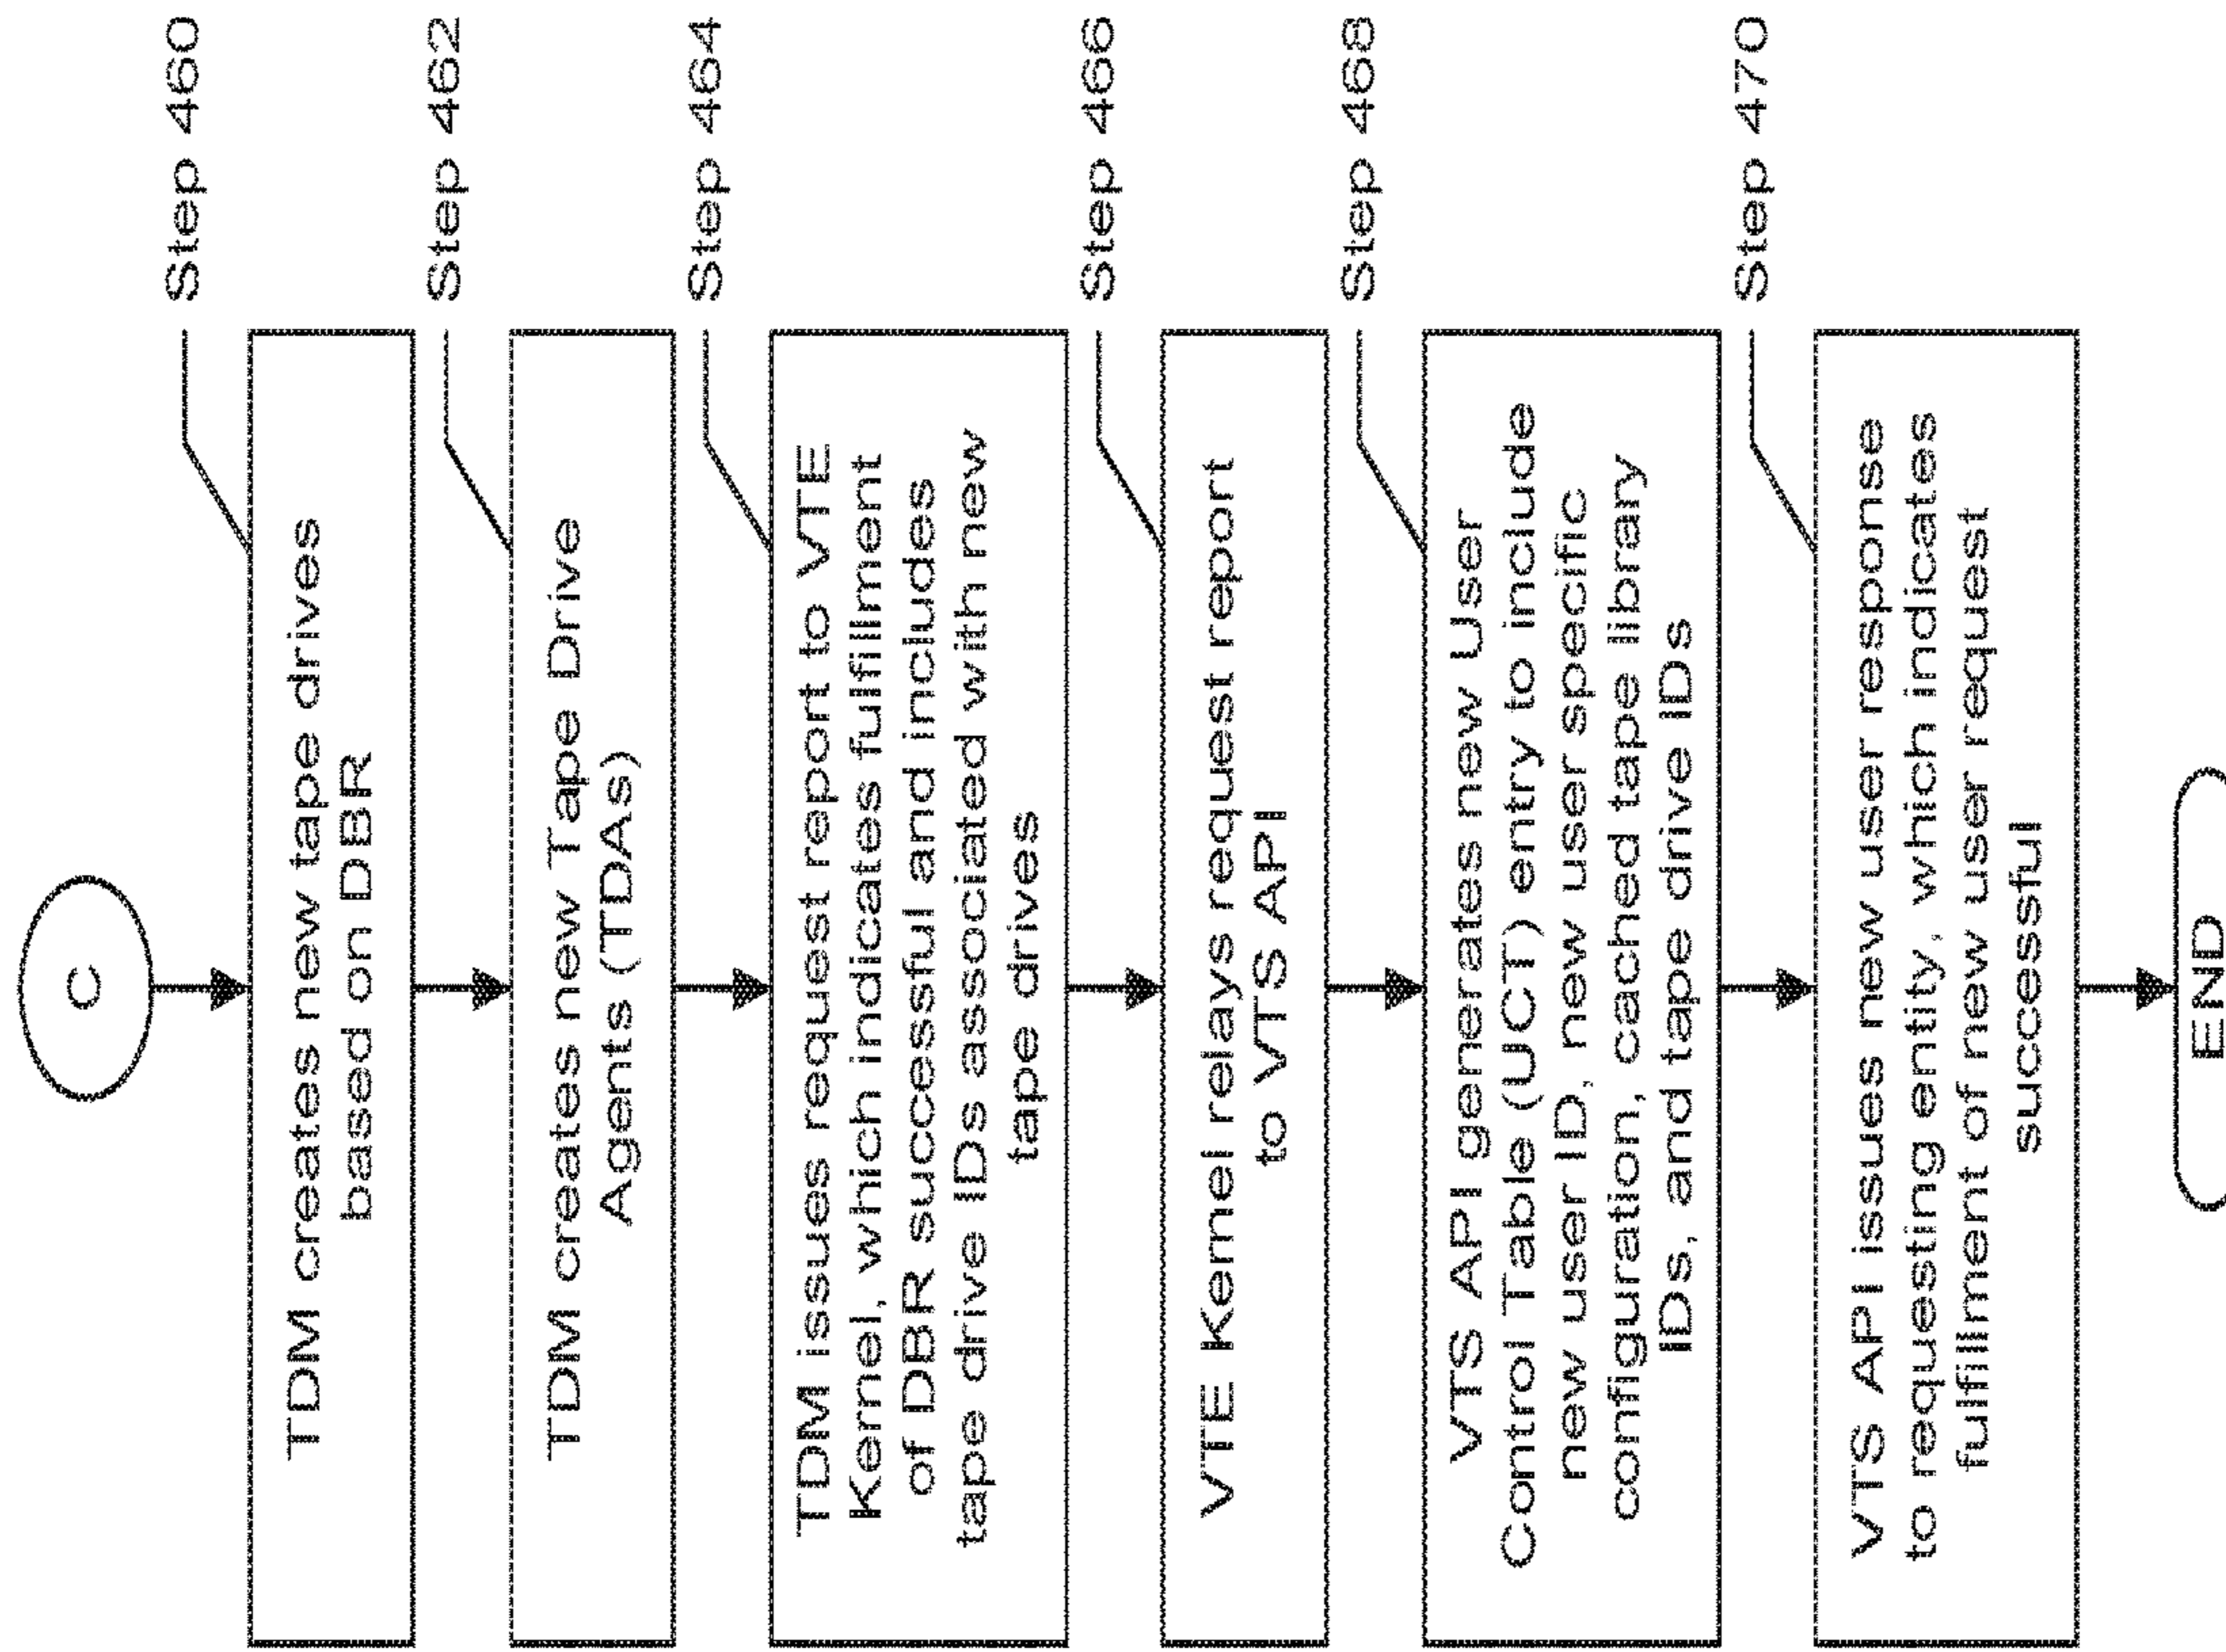 C
Step 460
TDM creates new tape drives
based on DBR
Step 462
TDM creates new Tape Drive
Agents (TDAs)
Step 464
TDM issues request report to VTE
Kernel, which indicates fulfillment
of DBR successful and includes
tape drive IDs associated with new
tape drives
Step 466
VTE Kernel relays request report
to VTS API
Step 468
VTS API generates new User
Control Table (UCT) entry to include
new user ID, new user specific
configuration, cached tape library
IDs, and tape drive IDs
Step 470
VTS API issues new user response
to requesting entity, which indicates
fulfillment of new user request
successful
END